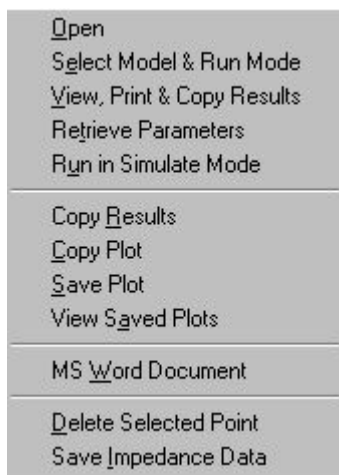 Open
Select Model & Run Mode
View, Print & Copy Results
Retrieve Parameters
Run in Simulate Mode
Copy Results
Copy Plot
Save Plot
View Saved Plots
MS Word Document
Delete Selected Point
Save Impedance Data